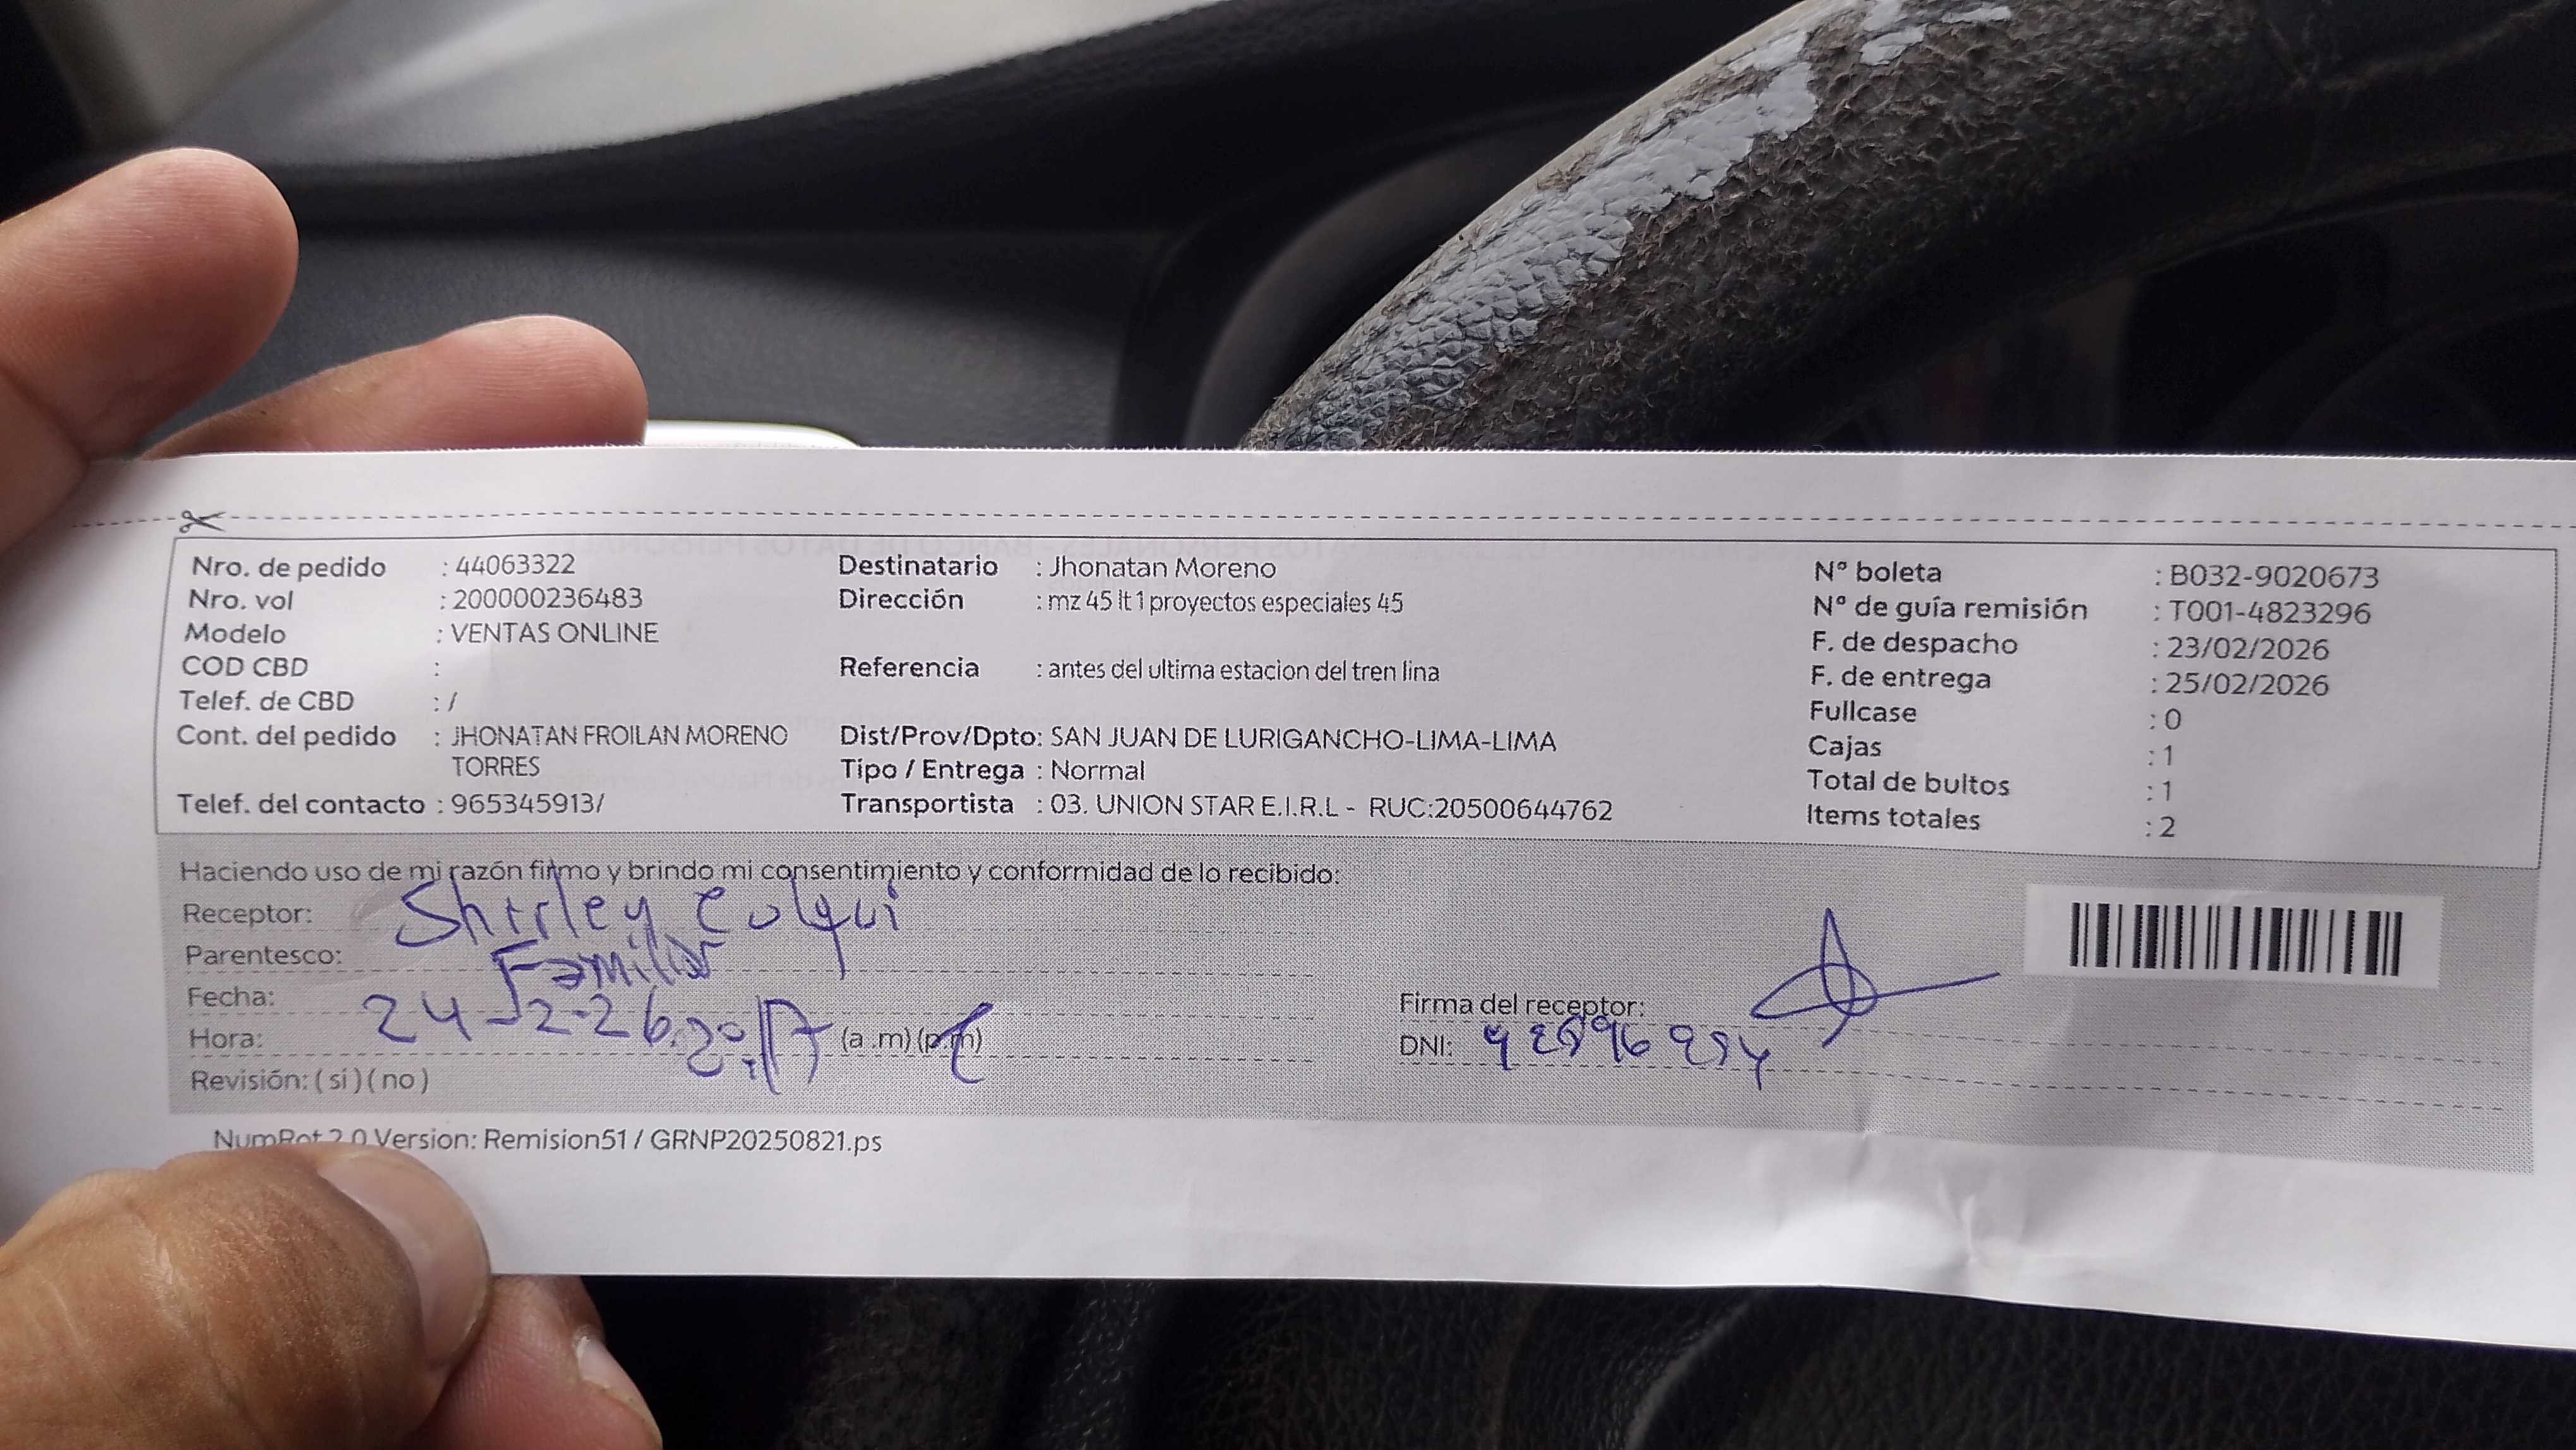 Nro. de pedido : 44063322
Nro. vol : 200000236483
Modelo : VENTAS ONLINE
COD CBD :
Telef. de CBD : /
Cont. del pedido : JHONATAN FROILAN MORENO
TORRES
Telef. del contacto : 965345913/
Destinatario : Jhonatan Moreno
Dirección : mz 45 lt 1 proyectos especiales 45
Referencia : antes del ultima estacion del tren lina
Dist/Prov/Dpto: SAN JUAN DE LURIGANCHO-LIMA-LIMA
Tipo / Entrega : Normal
Transportista : 03. UNION STAR E.I.R.L - RUC:20500644762
N° boleta : B032-9020673
N° de guía remisión : T001-4823296
F. de despacho : 23/02/2026
F. de entrega : 25/02/2026
Fullcase : 0
Cajas : 1
Total de bultos : 1
Items totales : 2
Haciendo uso de mi razón firmo y brindo mi consentimiento y conformidad de lo recibido:
Receptor: Shirley Colqui
Parentesco: Familiar
Fecha: 24-2-26
Hora: (a .m) (p.m)
Revisión: ( si ) ( no )
Firma del receptor:
DNI:
NumRot 2.0 Version: Remision51 / GRNP20250821.ps